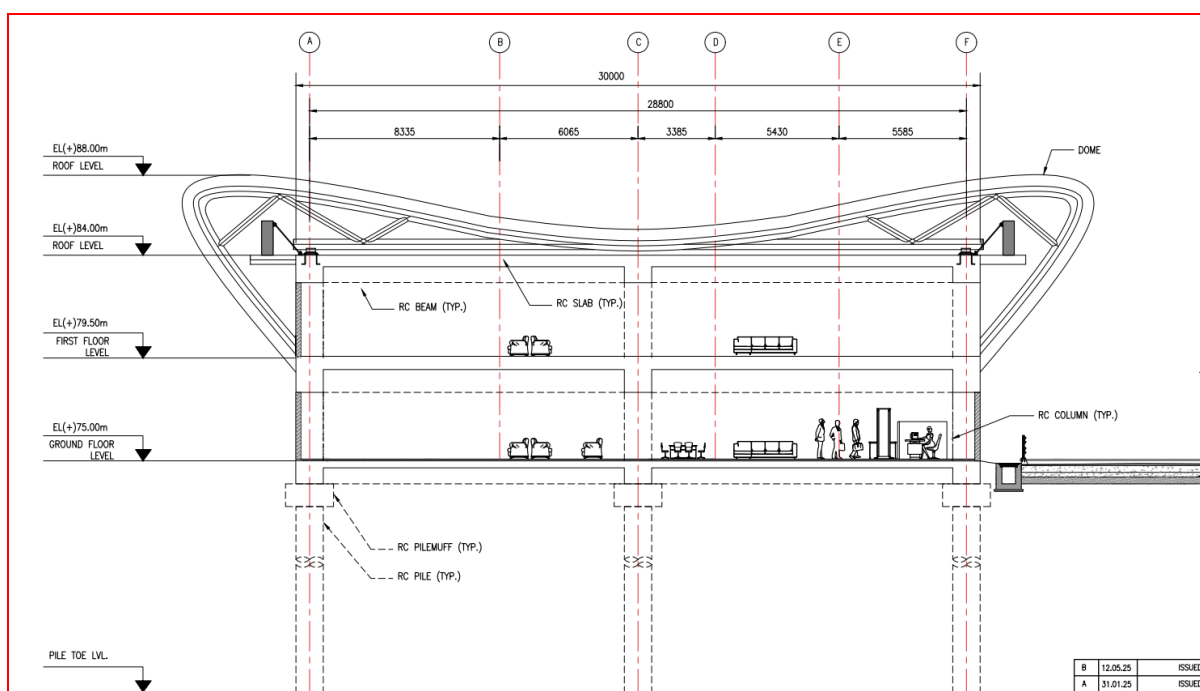 A B C D E F
30000
28800
8335 6065 3385 5430 5585
EL(+)88.00m
ROOF LEVEL
DOME
EL(+)84.00m
ROOF LEVEL
RC BEAM (TYP.)
RC SLAB (TYP.)
EL(+)79.50m
FIRST FLOOR
LEVEL
EL(+)75.00m
GROUND FLOOR
LEVEL
RC COLUMN (TYP.)
RC PILEMUFF (TYP.)
RC PILE (TYP.)
PILE TOE LVL.
B 12.05.25 ISSUED
A 31.01.25 ISSUED